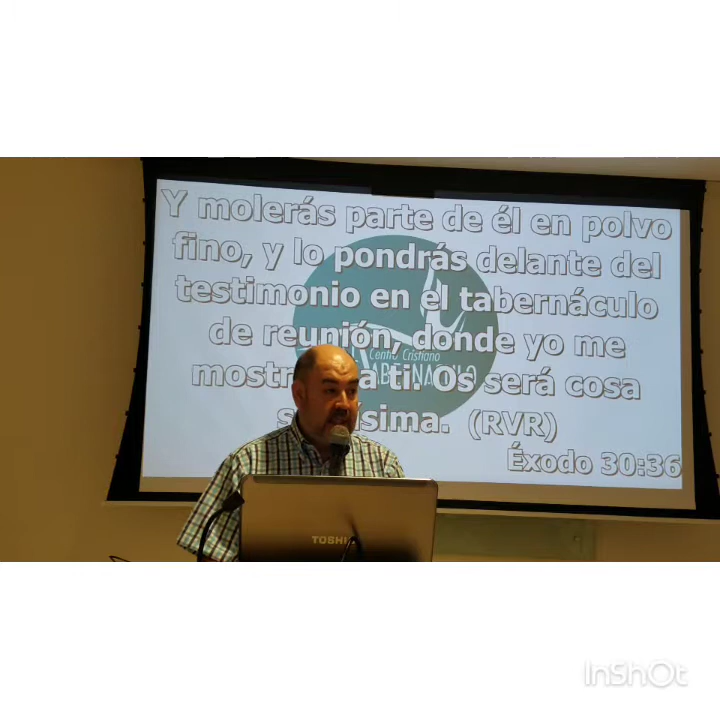 Y molerás parte de él en polvo
fino, y lo pondrás delante del
testimonio en el tabernáculo
de reunión, donde yo me
a ti. Os será cosa
(RVR)
Éxodo 30:36
Centro Cristiano
TOSHIBA
InShOt